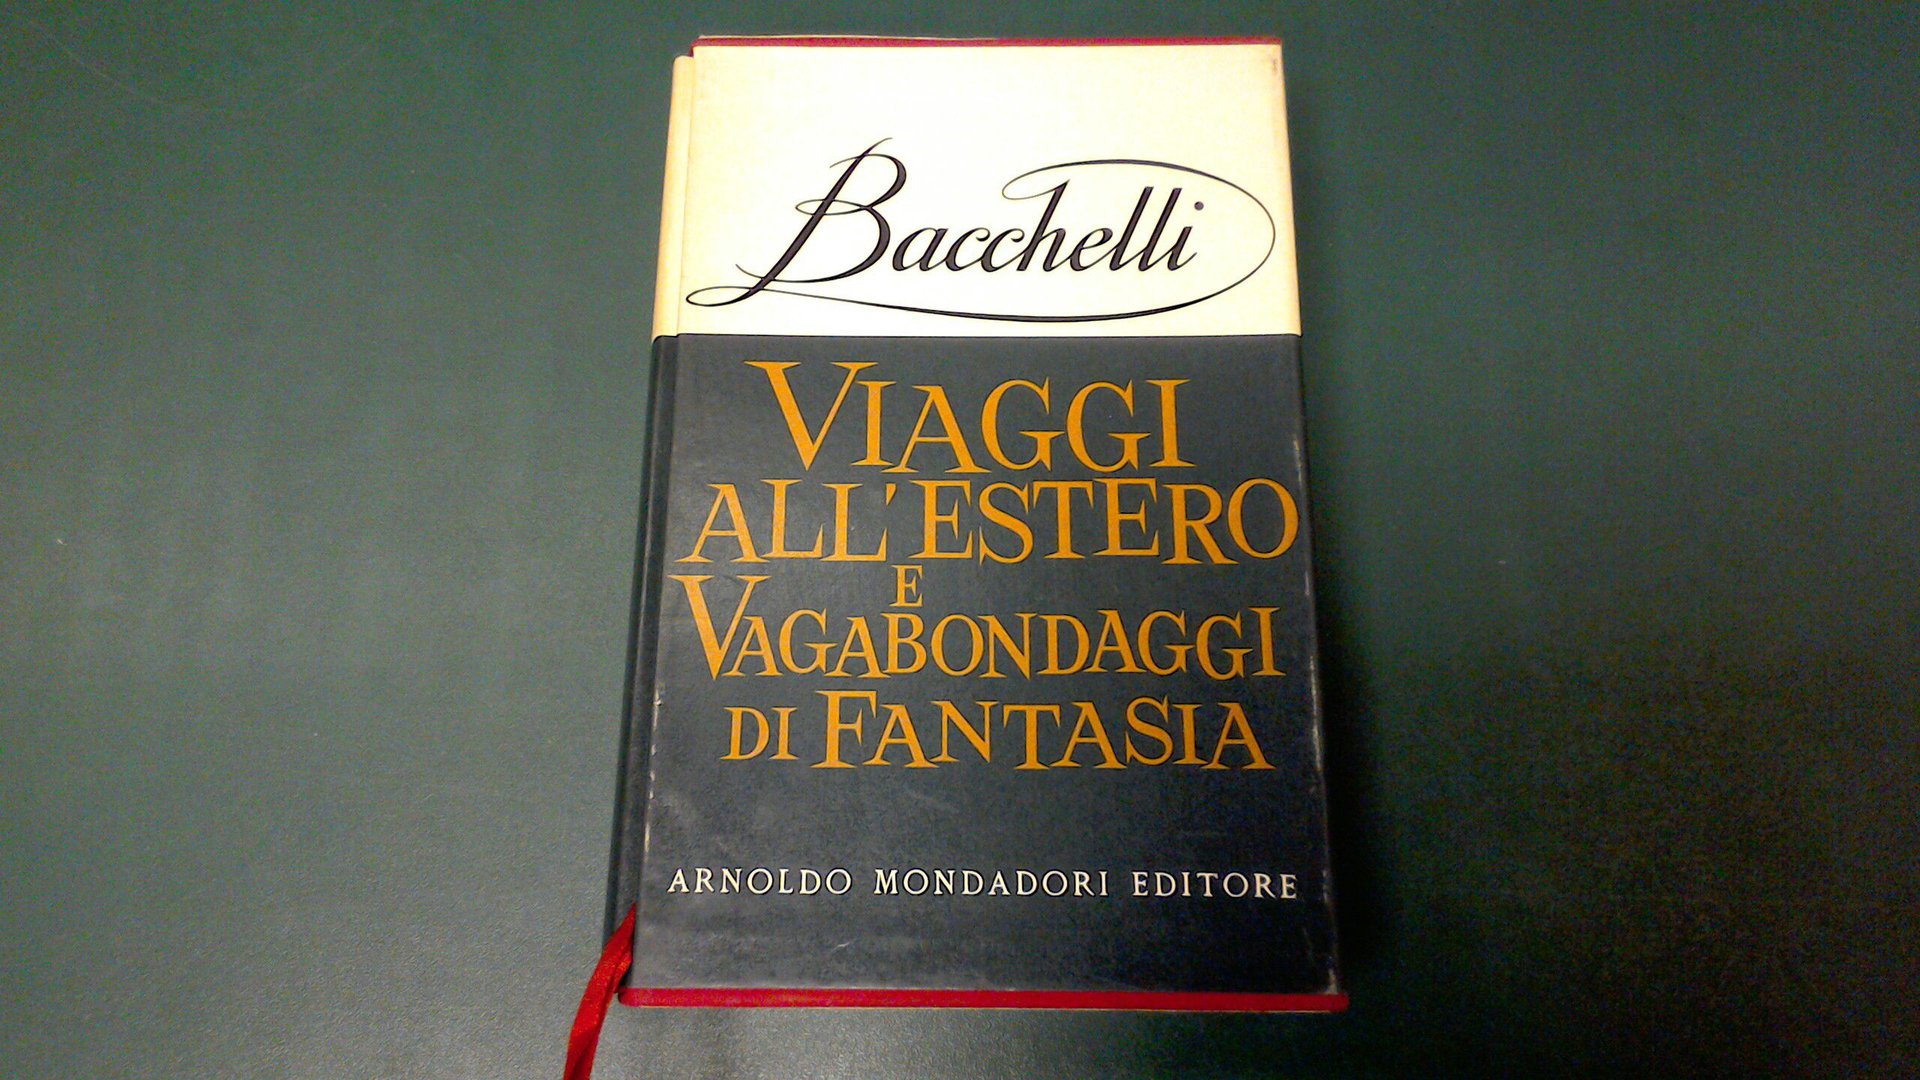 Bacchelli
VIAGGI
ALL'ESTERO
E
VAGABONDAGGI
DI FANTASIA
ARNOLDO MONDADORI EDITORE